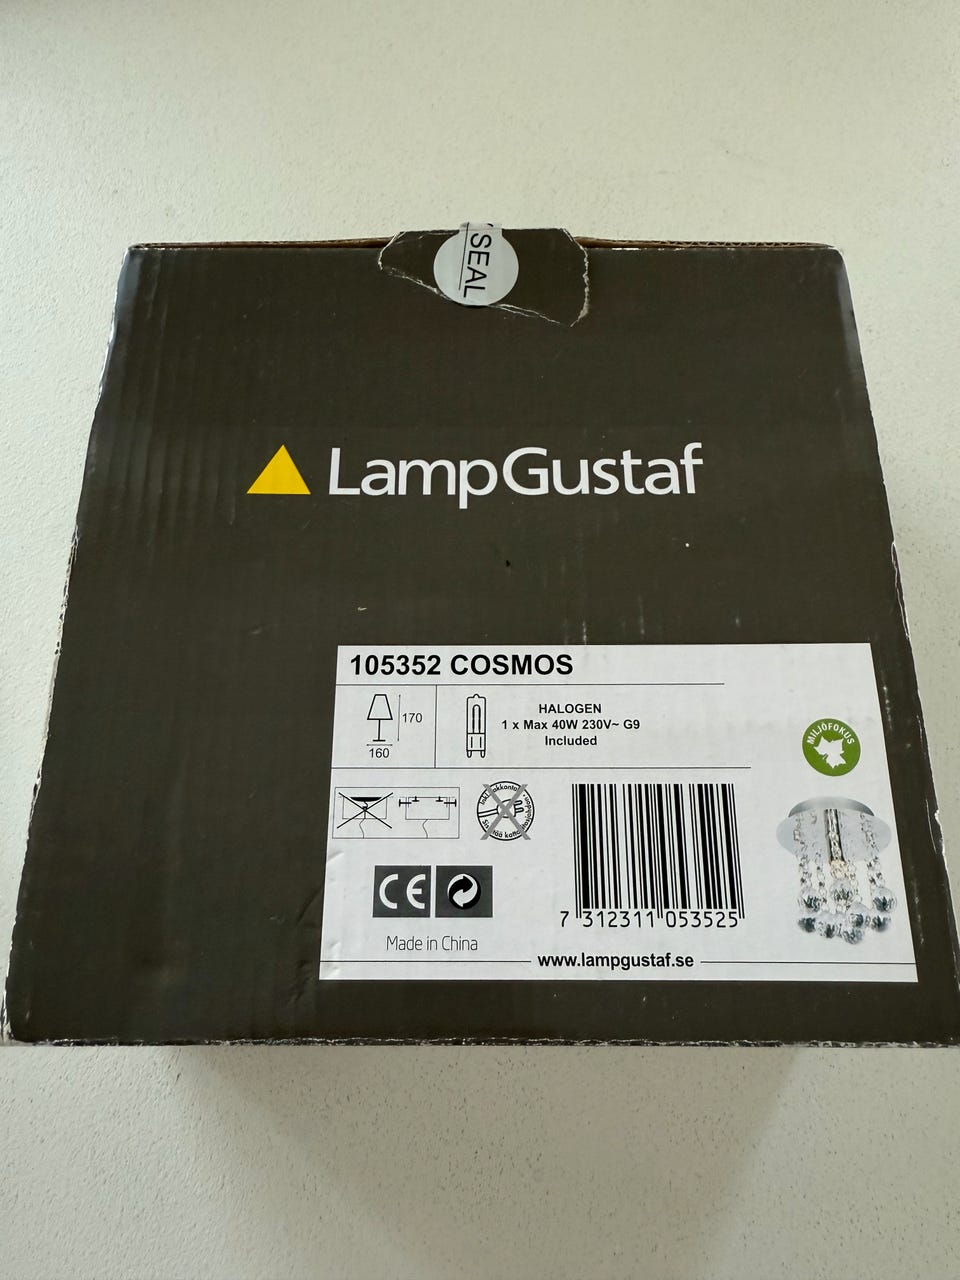 SEAL
LampGustaf
105352 COSMOS
170
160
HALOGEN
1 x Max 40W 230V~ G9
Included
MILJÖFOKUS
CE
7 312311 053525
Made in China
www.lampgustaf.se